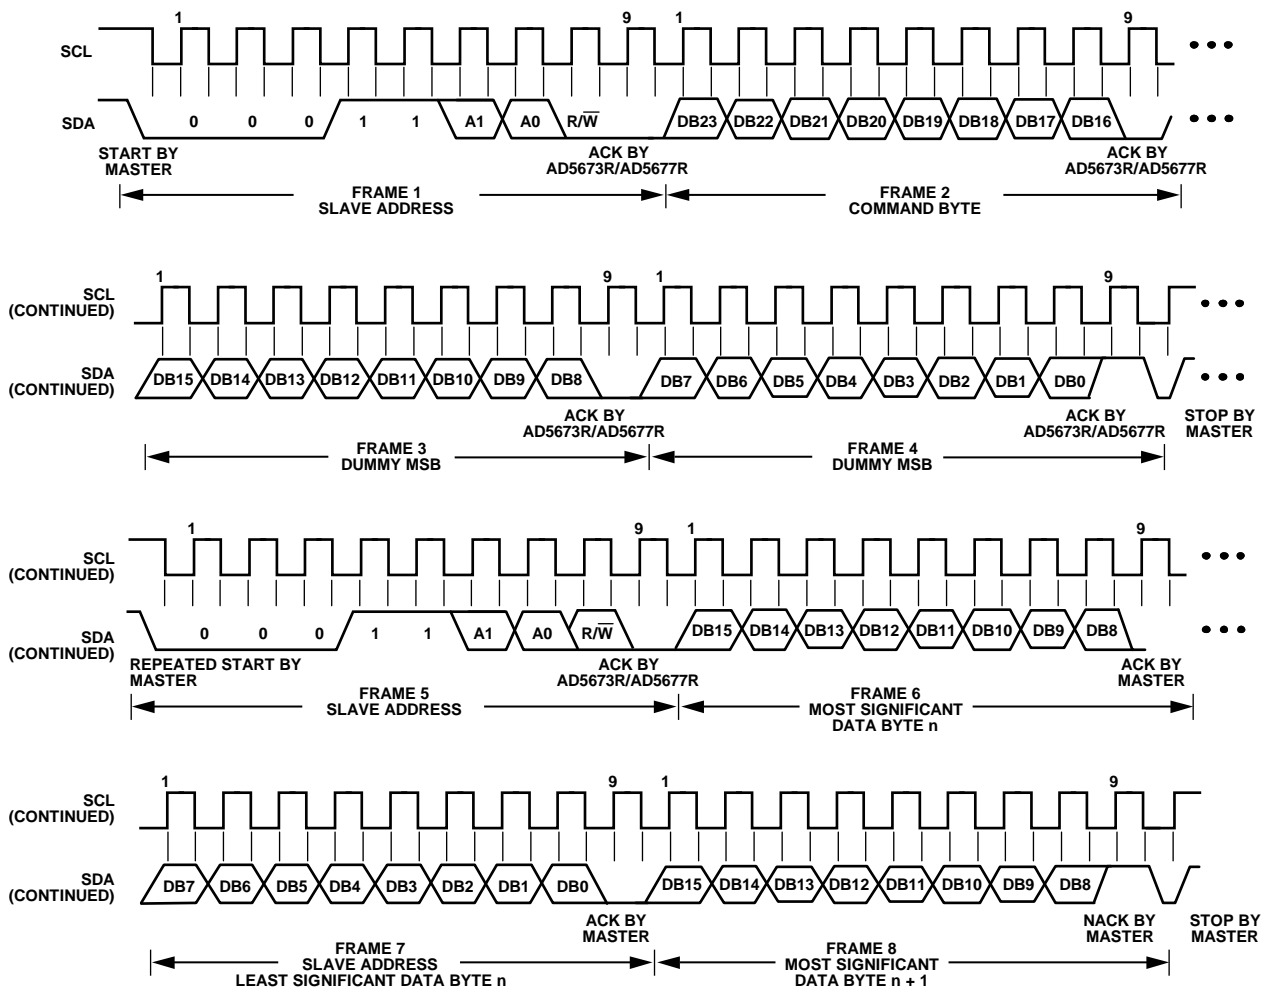 1 9 1 9
SCL
SDA
0 0 0 1 1 A1 A0 R/W̅ DB23 DB22 DB21 DB20 DB19 DB18 DB17 DB16
START BY
MASTER
ACK BY
AD5673R/AD5677R
ACK BY
AD5673R/AD5677R
FRAME 1
SLAVE ADDRESS
FRAME 2
COMMAND BYTE
1 9 1 9
SCL
(CONTINUED)
SDA
(CONTINUED)
DB15 DB14 DB13 DB12 DB11 DB10 DB9 DB8 DB7 DB6 DB5 DB4 DB3 DB2 DB1 DB0
ACK BY
AD5673R/AD5677R
ACK BY
AD5673R/AD5677R
STOP BY
MASTER
FRAME 3
DUMMY MSB
FRAME 4
DUMMY MSB
1 9 1 9
SCL
(CONTINUED)
SDA
(CONTINUED)
0 0 0 1 1 A1 A0 R/W̅ DB15 DB14 DB13 DB12 DB11 DB10 DB9 DB8
REPEATED START BY
MASTER
ACK BY
AD5673R/AD5677R
ACK BY
MASTER
FRAME 5
SLAVE ADDRESS
FRAME 6
MOST SIGNIFICANT
DATA BYTE n
1 9 1 9
SCL
(CONTINUED)
SDA
(CONTINUED)
DB7 DB6 DB5 DB4 DB3 DB2 DB1 DB0 DB15 DB14 DB13 DB12 DB11 DB10 DB9 DB8
ACK BY
MASTER
NACK BY
MASTER
STOP BY
MASTER
FRAME 7
SLAVE ADDRESS
LEAST SIGNIFICANT DATA BYTE n
FRAME 8
MOST SIGNIFICANT
DATA BYTE n + 1